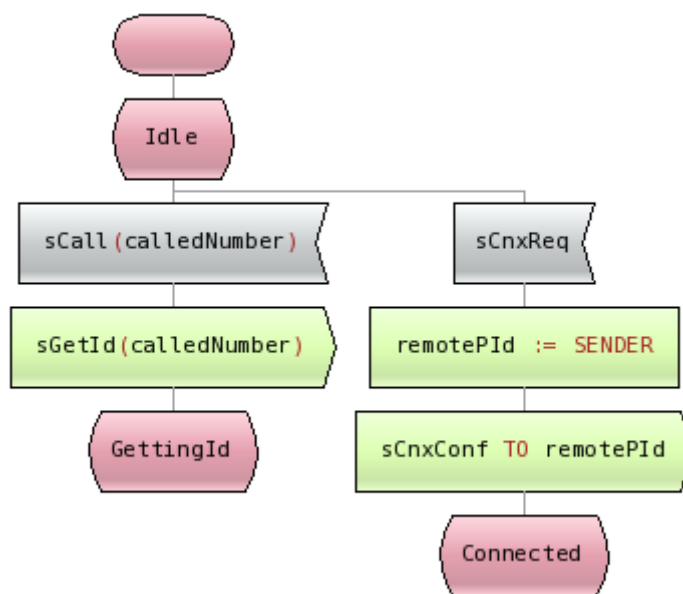 Idle
sCall(calledNumber)
sCnxReq
sGetId(calledNumber)
remotePId := SENDER
GettingId
sCnxConf TO remotePId
Connected